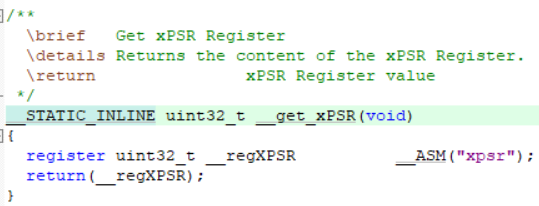 /**
  \brief   Get xPSR Register
  \details Returns the content of the xPSR Register.
  \return               xPSR Register value
 */
__STATIC_INLINE uint32_t __get_xPSR(void)
{
  register uint32_t __regXPSR          __ASM("xpsr");
  return(__regXPSR);
}